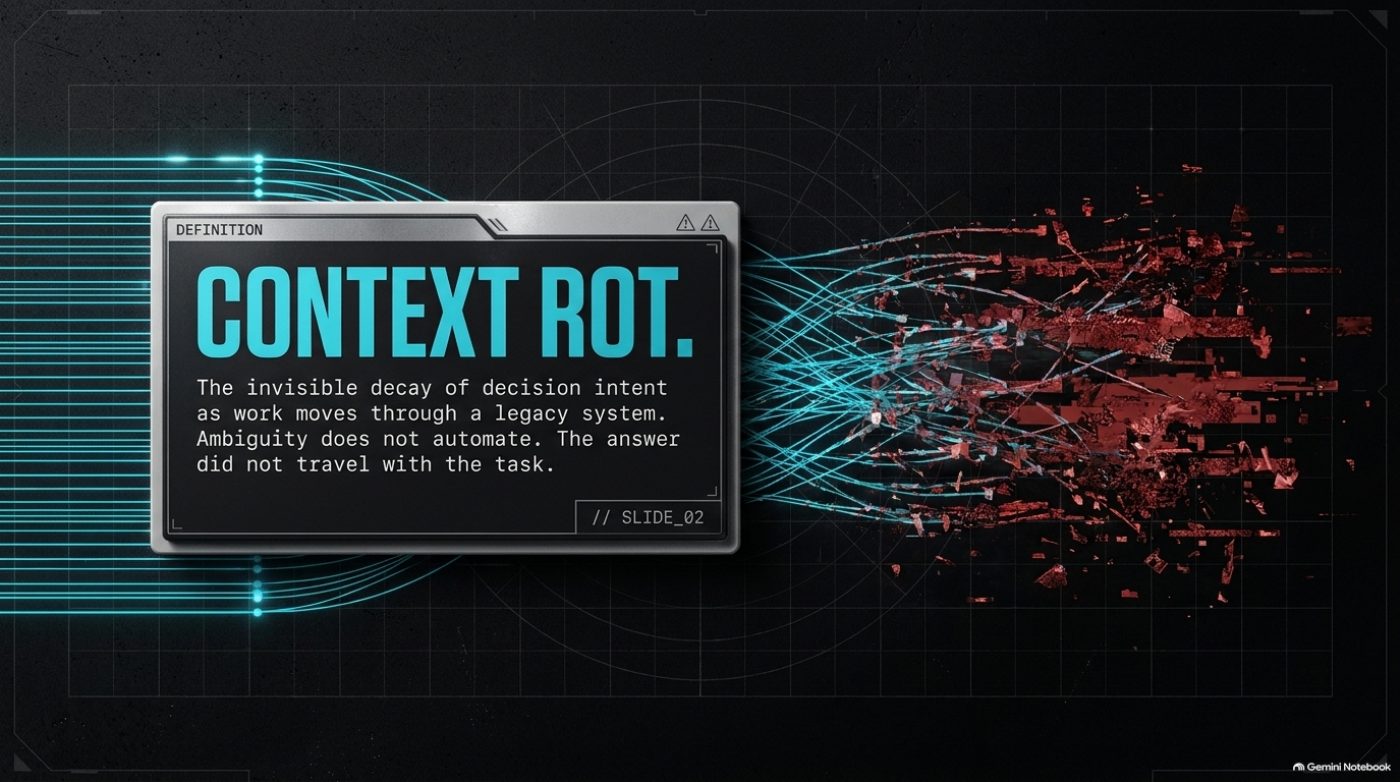 DEFINITION
CONTEXT ROT.
The invisible decay of decision intent
as work moves through a legacy system.
Ambiguity does not automate. The answer
did not travel with the task.
// SLIDE_02
Gemini Notebook